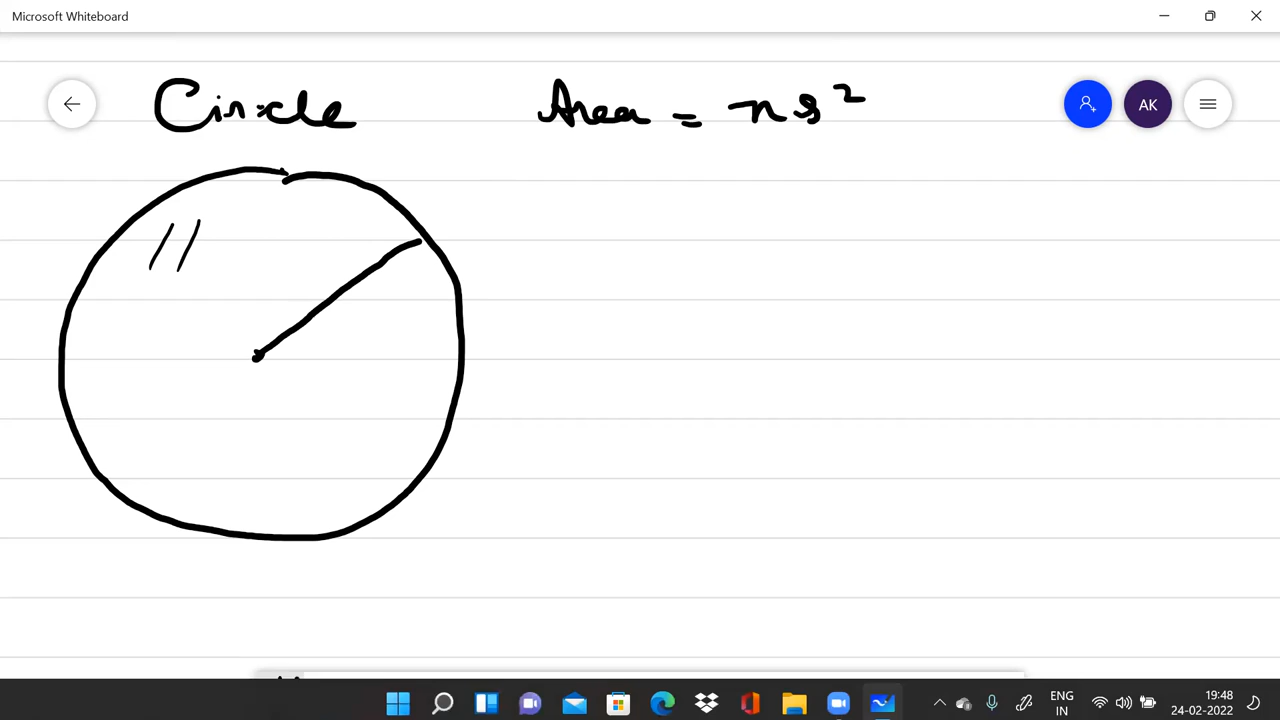 Microsoft Whiteboard
Circle Area = πr²
AK
ENG
IN
19:48
24-02-2022